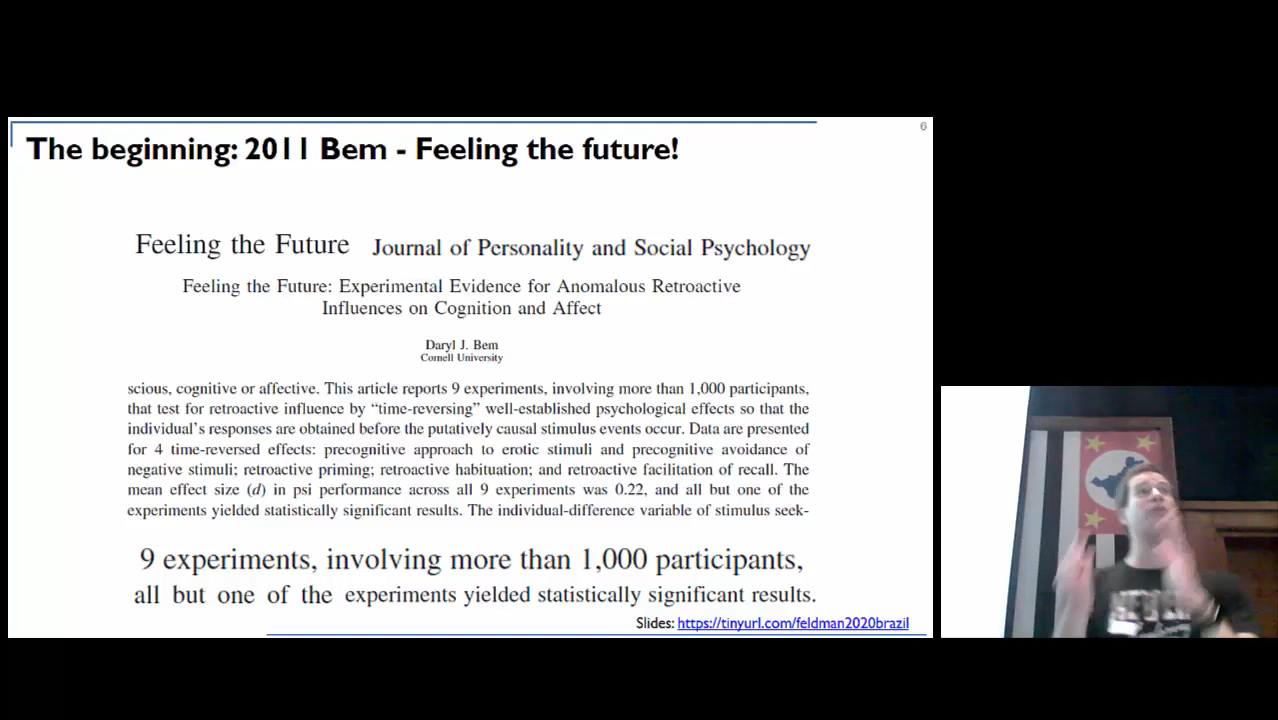 6
The beginning: 2011 Bem - Feeling the future!
Feeling the Future Journal of Personality and Social Psychology
Feeling the Future: Experimental Evidence for Anomalous Retroactive
Influences on Cognition and Affect
Daryl J. Bem
Cornell University
scious, cognitive or affective. This article reports 9 experiments, involving more than 1,000 participants,
that test for retroactive influence by “time-reversing” well-established psychological effects so that the
individual’s responses are obtained before the putatively causal stimulus events occur. Data are presented
for 4 time-reversed effects: precognitive approach to erotic stimuli and precognitive avoidance of
negative stimuli; retroactive priming; retroactive habituation; and retroactive facilitation of recall. The
mean effect size (d) in psi performance across all 9 experiments was 0.22, and all but one of the
experiments yielded statistically significant results. The individual-difference variable of stimulus seek-
9 experiments, involving more than 1,000 participants,
all but one of the experiments yielded statistically significant results.
Slides: https://tinyurl.com/feldman2020brazil